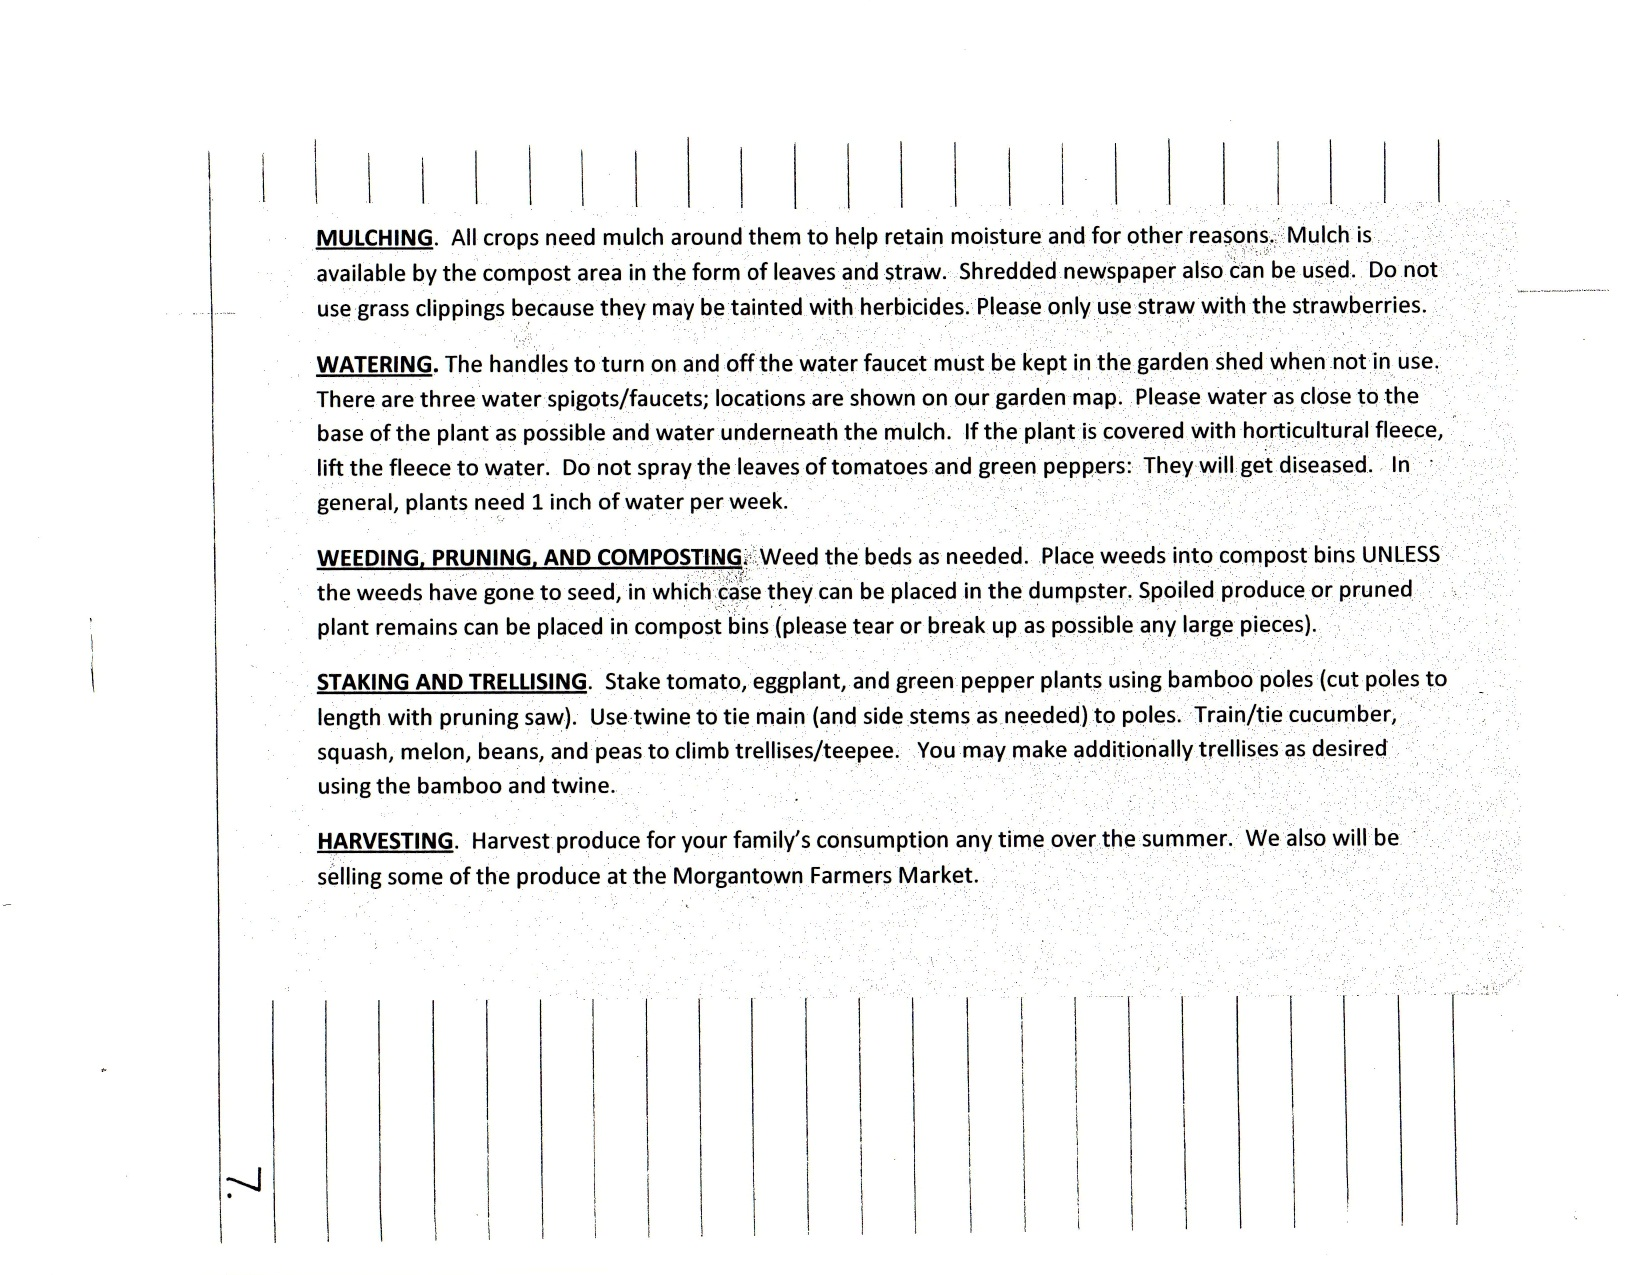 MULCHING.  All crops need mulch around them to help retain moisture and for other reasons.  Mulch is
available by the compost area in the form of leaves and straw.  Shredded newspaper also can be used.  Do not
use grass clippings because they may be tainted with herbicides. Please only use straw with the strawberries.
WATERING. The handles to turn on and off the water faucet must be kept in the garden shed when not in use.
There are three water spigots/faucets; locations are shown on our garden map.  Please water as close to the
base of the plant as possible and water underneath the mulch.  If the plant is covered with horticultural fleece,
lift the fleece to water.  Do not spray the leaves of tomatoes and green peppers:  They will get diseased.   In
general, plants need 1 inch of water per week.
WEEDING, PRUNING, AND COMPOSTING.  Weed the beds as needed.  Place weeds into compost bins UNLESS
the weeds have gone to seed, in which case they can be placed in the dumpster. Spoiled produce or pruned
plant remains can be placed in compost bins (please tear or break up as possible any large pieces).
STAKING AND TRELLISING.  Stake tomato, eggplant, and green pepper plants using bamboo poles (cut poles to
length with pruning saw).  Use twine to tie main (and side stems as needed) to poles.  Train/tie cucumber,
squash, melon, beans, and peas to climb trellises/teepee.   You may make additionally trellises as desired
using the bamboo and twine.
HARVESTING.  Harvest produce for your family's consumption any time over the summer.  We also will be
selling some of the produce at the Morgantown Farmers Market.
7.